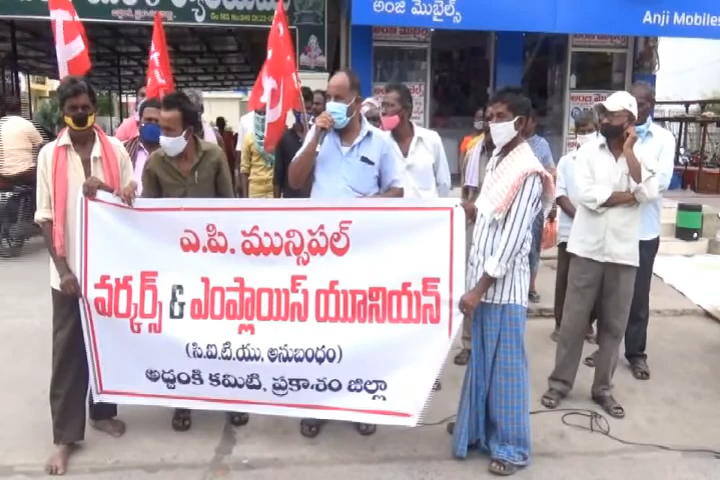 అంజి మొబైల్స్
Anji Mobiles
ఎ.పి. మున్సిపల్
వర్కర్స్ & ఎంప్లాయిస్ యూనియన్
(సి.ఐ.టి.యు. అనుబంధం)
అద్దంకి కమిటి, ప్రకాశం జిల్లా